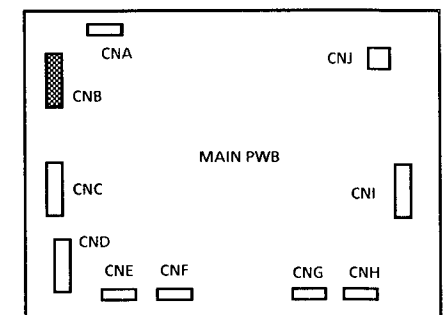 CNA
CNJ
CNB
MAIN PWB
CNC
CNI
CND
CNE CNF CNG CNH